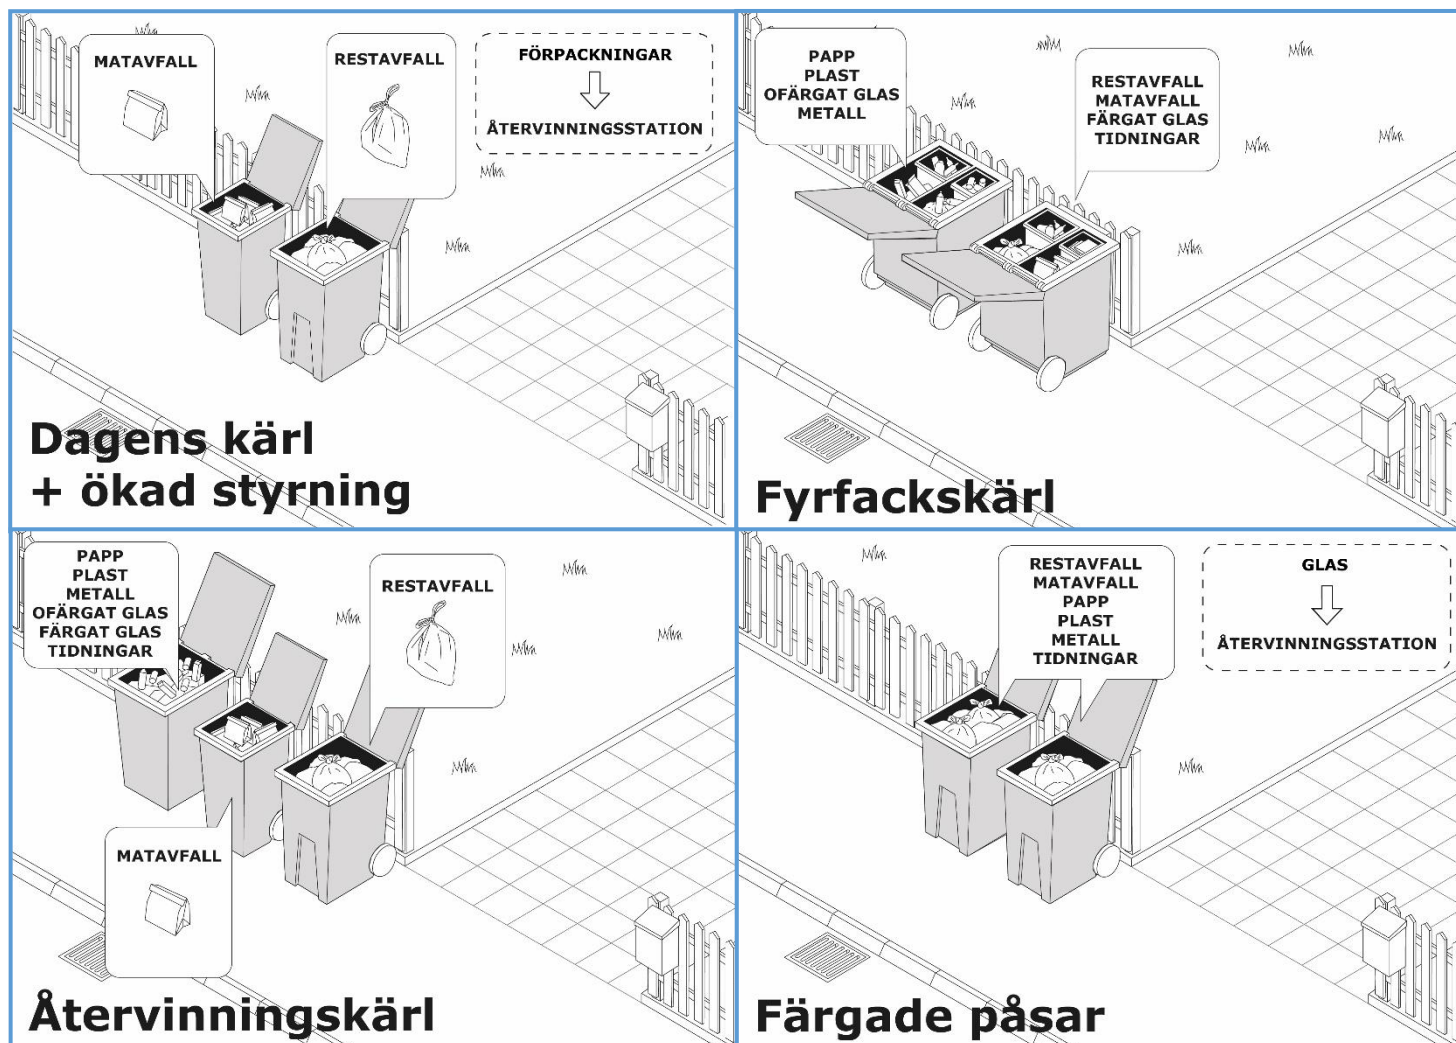 MATAVFALL
RESTAVFALL
FÖRPACKNINGAR
ÅTERVINNINGSSTATION
Dagens kärl
+ ökad styrning
PAPP
PLAST
OFÄRGAT GLAS
METALL
RESTAVFALL
MATAVFALL
FÄRGAT GLAS
TIDNINGAR
Fyrfackskärl
PAPP
PLAST
METALL
OFÄRGAT GLAS
FÄRGAT GLAS
TIDNINGAR
RESTAVFALL
MATAVFALL
Återvinningskärl
RESTAVFALL
MATAVFALL
PAPP
PLAST
METALL
TIDNINGAR
GLAS
ÅTERVINNINGSSTATION
Färgade påsar